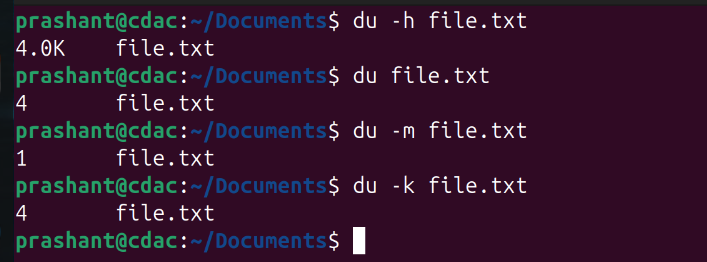 prashant@cdac:~/Documents$ du -h file.txt
4.0K    file.txt
prashant@cdac:~/Documents$ du file.txt
4       file.txt
prashant@cdac:~/Documents$ du -m file.txt
1       file.txt
prashant@cdac:~/Documents$ du -k file.txt
4       file.txt
prashant@cdac:~/Documents$